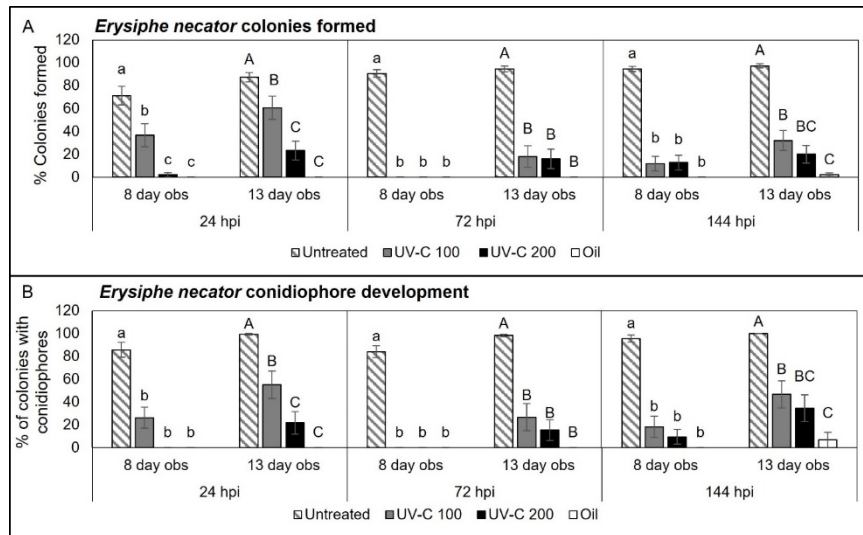 A Erysiphe necator colonies formed
% Colonies formed
120
100
80
60
40
20
0
a b c c A B C C
a b b b A B B B
a b b b A B BC C
8 day obs 13 day obs 8 day obs 13 day obs 8 day obs 13 day obs
24 hpi 72 hpi 144 hpi
Untreated UV-C 100 UV-C 200 Oil
B Erysiphe necator conidiophore development
% of colonies with
conidiophores
120
100
80
60
40
20
0
a b b b A B C C
a b b b A B B B
a b b b A B BC C
8 day obs 13 day obs 8 day obs 13 day obs 8 day obs 13 day obs
24 hpi 72 hpi 144 hpi
Untreated UV-C 100 UV-C 200 Oil